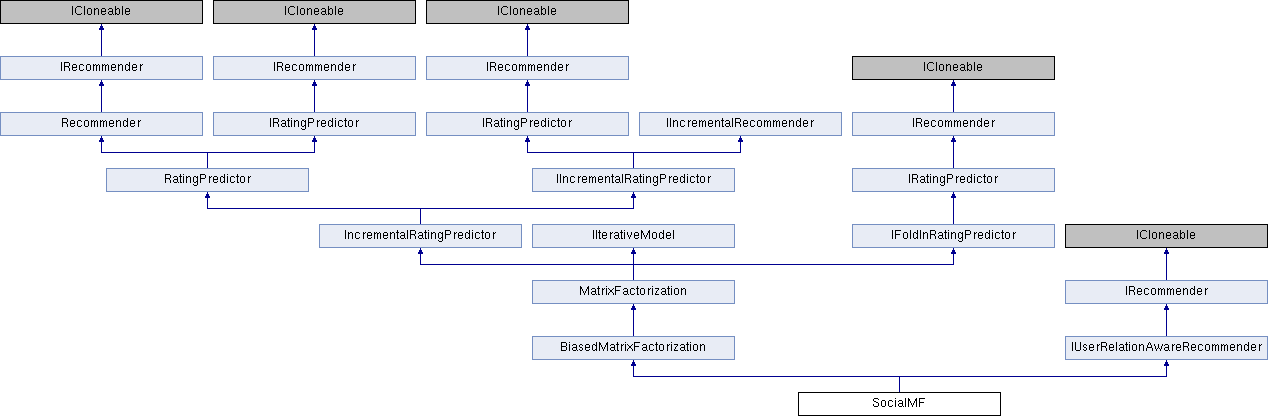 ICloneable ICloneable ICloneable
IRecommender IRecommender IRecommender ICloneable
Recommender IRatingPredictor IRatingPredictor IIncrementalRecommender IRecommender
RatingPredictor IIncrementalRatingPredictor IRatingPredictor
IncrementalRatingPredictor IIterativeModel IFoldInRatingPredictor ICloneable
MatrixFactorization IRecommender
BiasedMatrixFactorization IUserRelationAwareRecommender
SocialMF